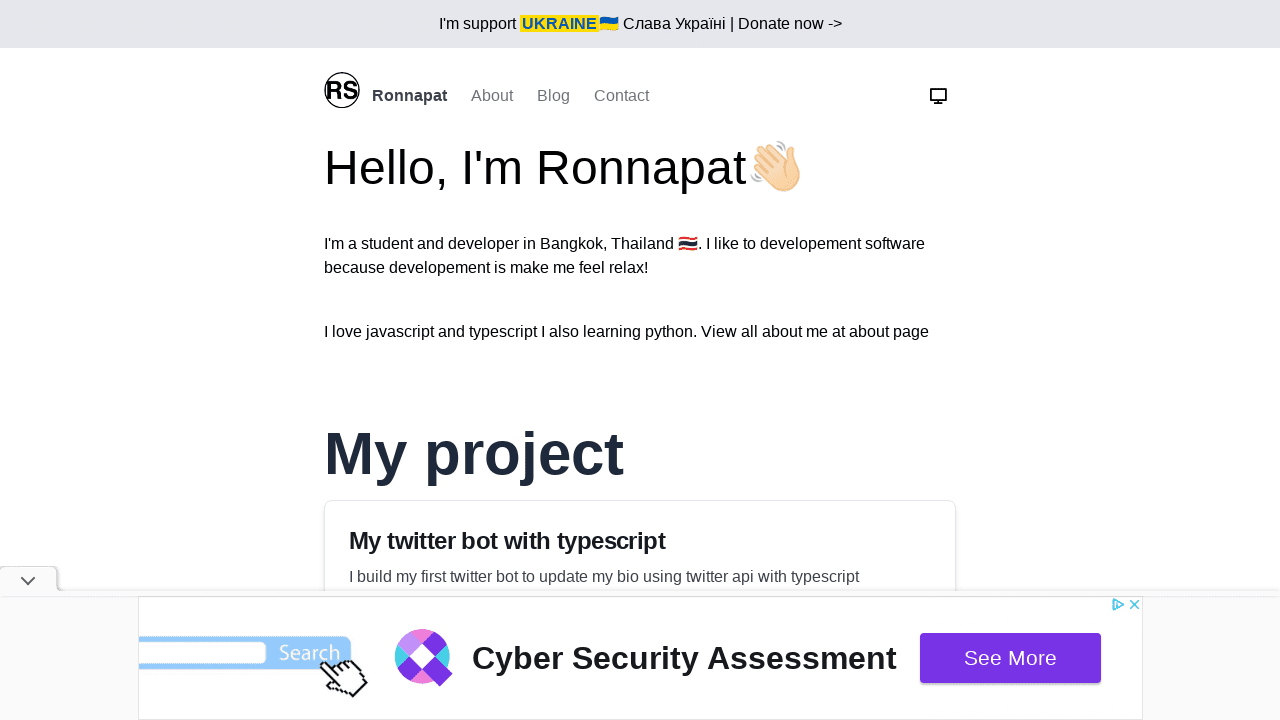 I'm support UKRAINE🇺🇦 Слава Україні | Donate now ->
RS Ronnapat About Blog Contact
Hello, I'm Ronnapat👋🏻
I'm a student and developer in Bangkok, Thailand 🇹🇭. I like to developement software
because developement is make me feel relax!
I love javascript and typescript I also learning python. View all about me at about page
My project
My twitter bot with typescript
I build my first twitter bot to update my bio using twitter api with typescript
Search
Cyber Security Assessment
See More